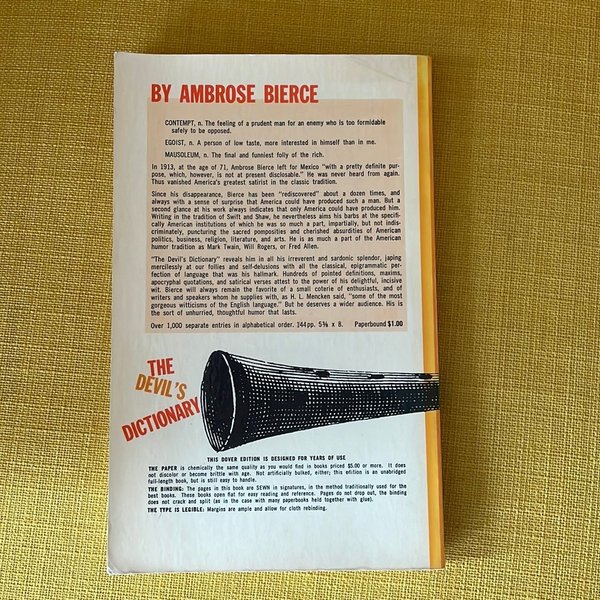 BY AMBROSE BIERCE
CONTEMPT, n. The feeling of a prudent man for an enemy who is too formidable
safely to be opposed.
EGOIST, n. A person of low taste, more interested in himself than in me.
MAUSOLEUM, n. The final and funniest folly of the rich.
In 1913, at the age of 71, Ambrose Bierce left for Mexico "with a pretty definite pur-
pose, which, however, is not at present disclosable." He was never heard from again.
Thus vanished America's greatest satirist in the classic tradition.
Since his disappearance, Bierce has been "rediscovered" about a dozen times, and
always with a sense of surprise that America could have produced such a man. But a
second glance at his work always indicates that only America could have produced him.
Writing in the tradition of Swift and Shaw, he nevertheless aims his barbs at the specifi-
cally American institutions of which he was so much a part, impartially, but not indis-
criminately, puncturing the sacred pomposities and cherished absurdities of American
politics, business, religion, literature, and arts. He is as much a part of the American
humor tradition as Mark Twain, Will Rogers, or Fred Allen.
"The Devil's Dictionary" reveals him in all his irreverent and sardonic splendor, japing
mercilessly at our follies and self-delusions with all the classical, epigrammatic per-
fection of language that was his hallmark. Hundreds of pointed definitions, maxims,
apocryphal quotations, and satirical verses attest to the power of his delightful, incisive
wit. Bierce will always remain the favorite of a small coterie of enthusiasts, and of
writers and speakers whom he supplies with, as H. L. Mencken said, "some of the most
gorgeous witticisms of the English language." But he deserves a wider audience. His is
the sort of unhurried, thoughtful humor that lasts.
Over 1,000 separate entries in alphabetical order. 144pp. 5⅜ x 8. Paperbound $1.00
THE
DEVIL'S
DICTIONARY
THIS DOVER EDITION IS DESIGNED FOR YEARS OF USE
THE PAPER is chemically the same quality as you would find in books priced $5.00 or more. It does
not discolor or become brittle with age. Not artificially bulked, either; this edition is an unabridged
full-length book, but is still easy to handle.
THE BINDING: The pages in this book are SEWN in signatures, in the method traditionally used for the
best books. These books open flat for easy reading and reference. Pages do not drop out, the binding
does not crack and split (as in the case with many paperbooks held together with glue).
THE TYPE IS LEGIBLE: Margins are ample and allow for cloth rebinding.